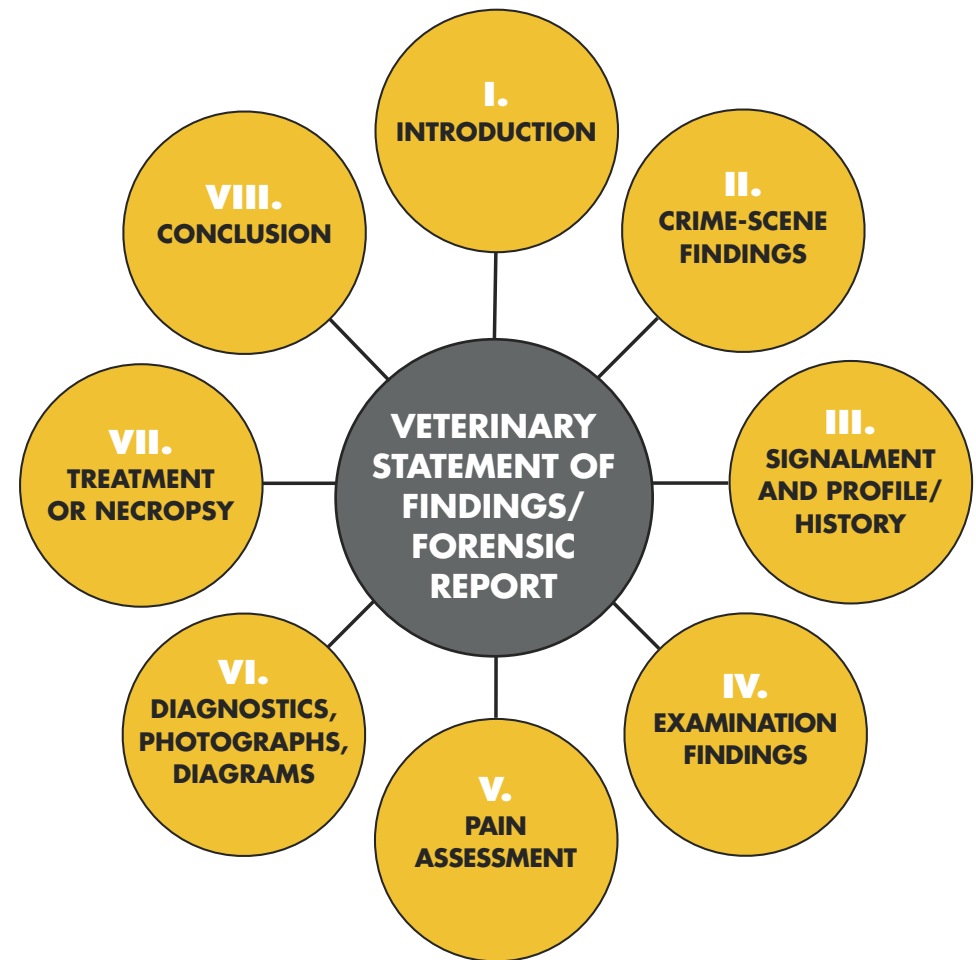 I.
INTRODUCTION
II.
CRIME-SCENE
FINDINGS
III.
SIGNALMENT
AND PROFILE/
HISTORY
IV.
EXAMINATION
FINDINGS
V.
PAIN
ASSESSMENT
VI.
DIAGNOSTICS,
PHOTOGRAPHS,
DIAGRAMS
VII.
TREATMENT
OR NECROPSY
VIII.
CONCLUSION
VETERINARY
STATEMENT OF
FINDINGS/
FORENSIC
REPORT